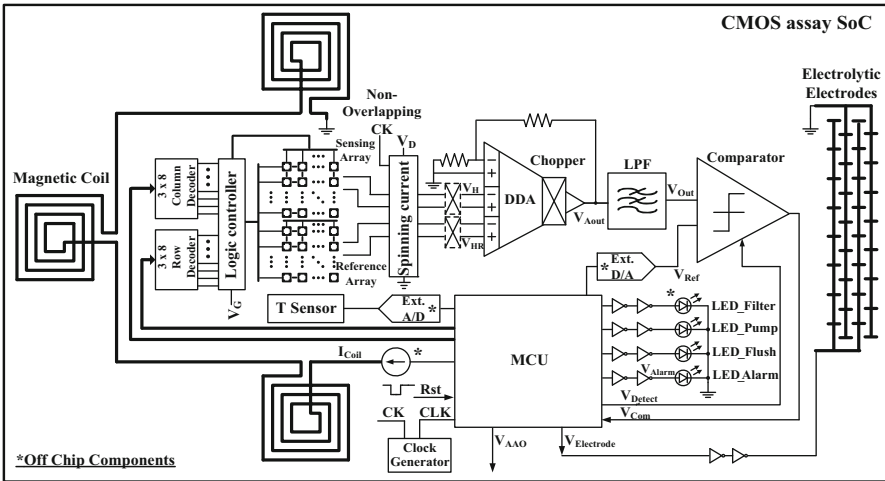 CMOS assay SoC
Electrolytic
Electrodes
Non-
Overlapping
CK
V_D
Sensing
Array
Magnetic Coil
3 x 8
Column
Decoder
3 x 8
Row
Decoder
Logic controller
V_G
Reference
Array
Spinning current
V_H
V_HR
DDA
Chopper
V_Aout
LPF
V_Out
Comparator
* Ext.
D/A
V_Ref
T Sensor
Ext. *
A/D
MCU
*
LED_Filter
LED_Pump
LED_Flush
V_Alarm
LED_Alarm
I_Coil
*
Rst
V_Detect
V_Com
CK
CLK
Clock
Generator
V_AAO
V_Electrode
*Off Chip Components